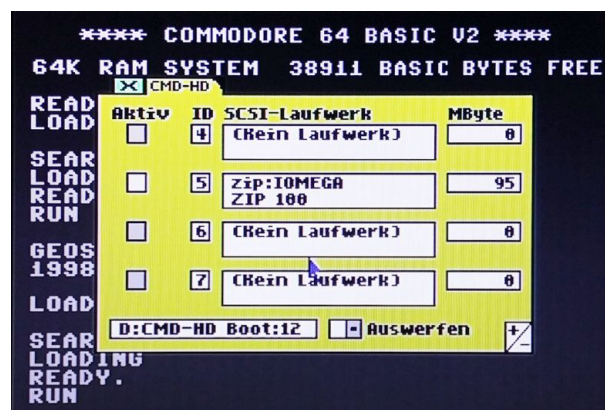 **** COMMODORE 64 BASIC V2 ****
64K RAM SYSTEM 38911 BASIC BYTES FREE
CMD-HD
READ
LOAD
SEAR
LOAD
READ
RUN
GEOS
1998
LOAD
SEAR
LOADING
READY.
RUN
Aktiv ID SCSI-Laufwerk MByte
4 (Kein Laufwerk) 0
5 zip:IOMEGA 95
ZIP 100
6 (Kein Laufwerk) 0
7 (Kein Laufwerk) 0
D:CMD-HD Boot:12 Auswerfen +/-